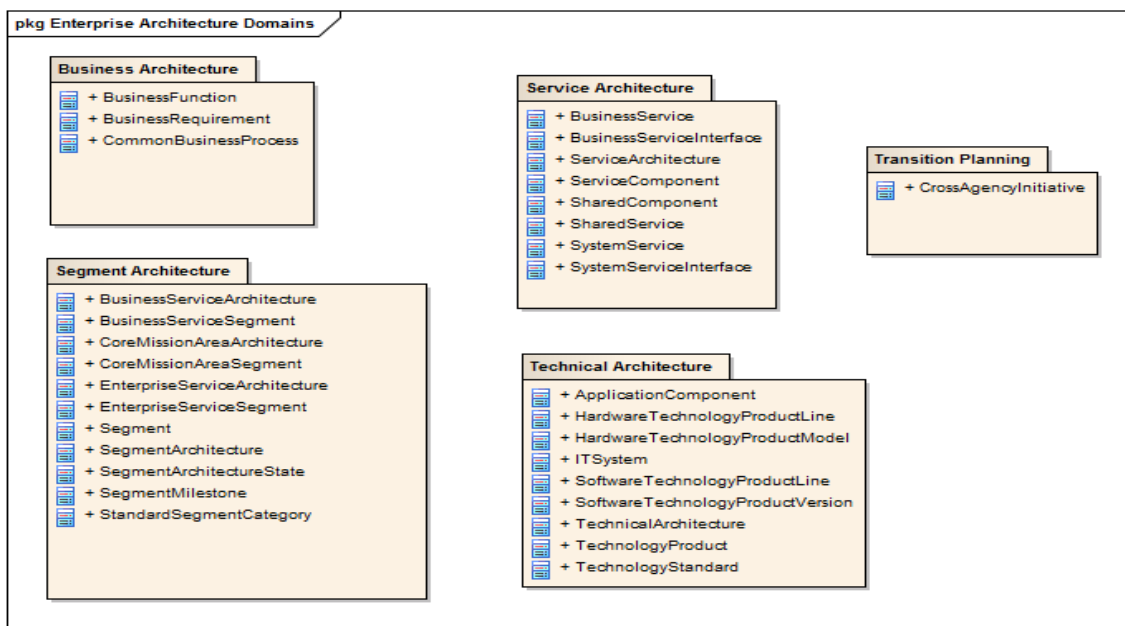 pkg Enterprise Architecture Domains
Business Architecture
+ BusinessFunction
+ BusinessRequirement
+ CommonBusinessProcess
Segment Architecture
+ BusinessServiceArchitecture
+ BusinessServiceSegment
+ CoreMissionAreaArchitecture
+ CoreMissionAreaSegment
+ EnterpriseServiceArchitecture
+ EnterpriseServiceSegment
+ Segment
+ SegmentArchitecture
+ SegmentArchitectureState
+ SegmentMilestone
+ StandardSegmentCategory
Service Architecture
+ BusinessService
+ BusinessServiceInterface
+ ServiceArchitecture
+ ServiceComponent
+ SharedComponent
+ SharedService
+ SystemService
+ SystemServiceInterface
Technical Architecture
+ ApplicationComponent
+ HardwareTechnologyProductLine
+ HardwareTechnologyProductModel
+ ITSystem
+ SoftwareTechnologyProductLine
+ SoftwareTechnologyProductVersion
+ TechnicalArchitecture
+ TechnologyProduct
+ TechnologyStandard
Transition Planning
+ CrossAgencyInitiative